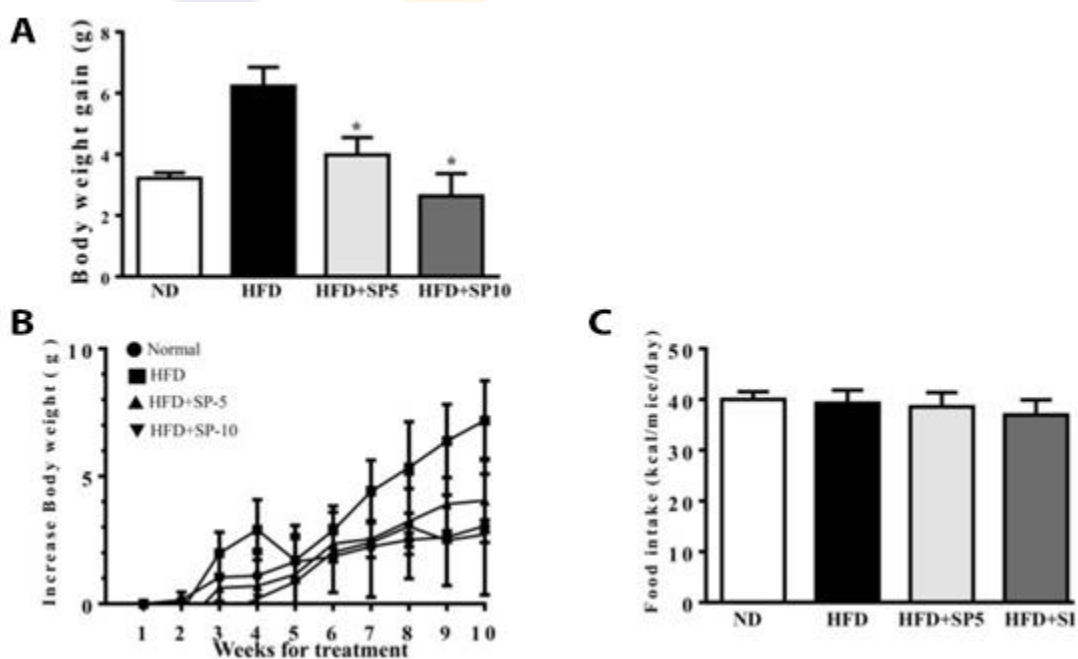 A
Body weight gain (g)
8
6
4
2
0
*
*
ND HFD HFD+SP5 HFD+SP10
B
Increase Body weight (g)
10
5
0
Normal
HFD
HFD+SP-5
HFD+SP-10
1 2 3 4 5 6 7 8 9 10
Weeks for treatment
C
Food intake (kcal/mice/day)
50
40
30
20
10
0
ND HFD HFD+SP5 HFD+S